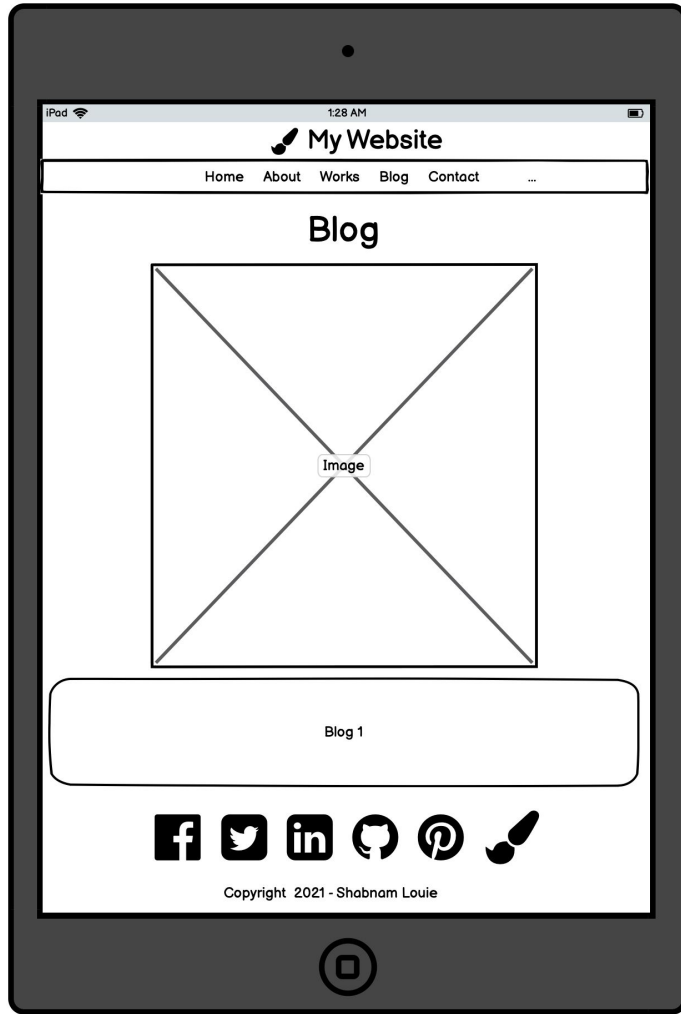 iPad 1:28 AM
My Website
Home About Works Blog Contact ...
Blog
Image
Blog 1
f in
Copyright 2021 - Shabnam Louie